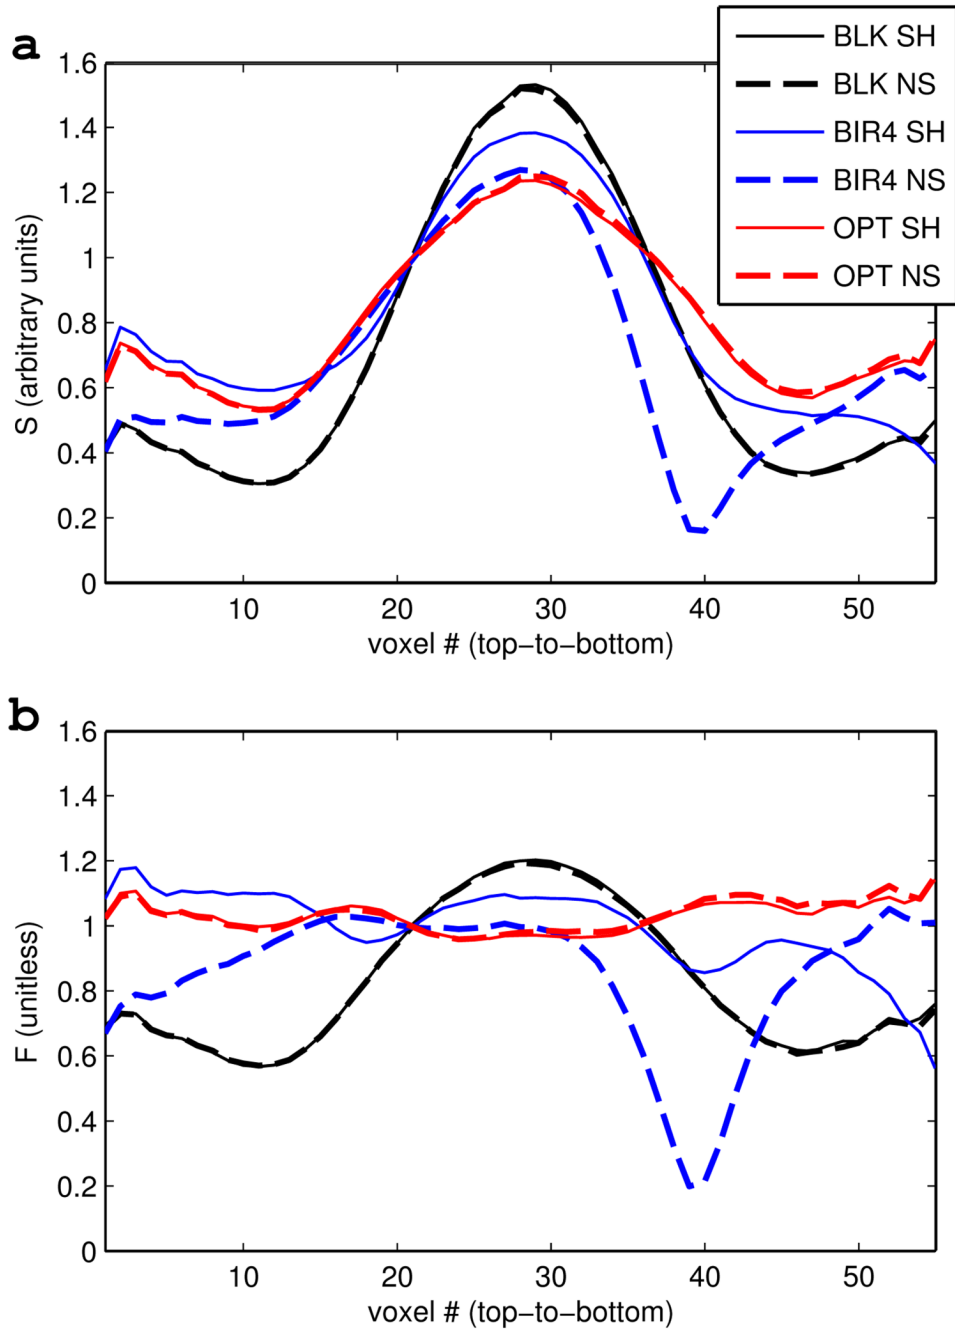 a
BLK SH
BLK NS
BIR4 SH
BIR4 NS
OPT SH
OPT NS
S (arbitrary units)
1.6
1.4
1.2
1
0.8
0.6
0.4
0.2
0
10 20 30 40 50
voxel # (top−to−bottom)
b
F (unitless)
1.6
1.4
1.2
1
0.8
0.6
0.4
0.2
0
10 20 30 40 50
voxel # (top−to−bottom)